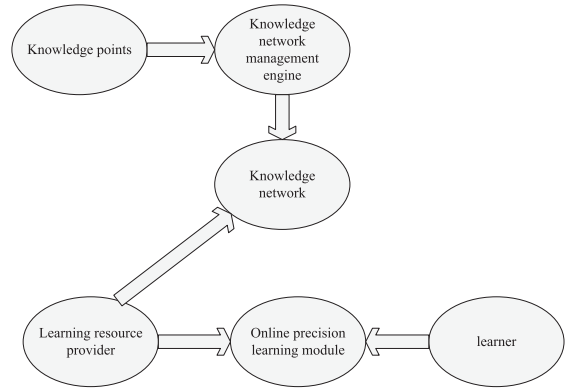 Knowledge points
Knowledge
network
management
engine
Knowledge
network
Learning resource
provider
Online precision
learning module
learner